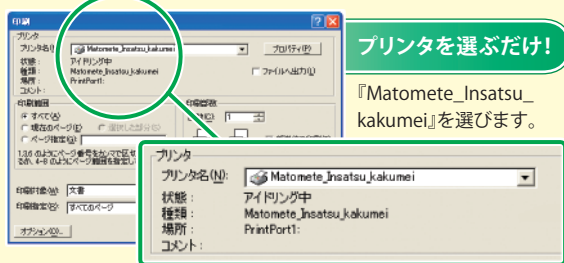 印刷
プリンタ
プリンタ名(N): Matomete_Insatsu_kakumei
プロパティ(P)
状態： アイドリング中
種類： Matomete_Insatsu_kakumei
場所： PrintPort1:
コメント：
ファイルへ出力(L)
印刷範囲
すべて(A)
現在のページ(E)
選択した部分(S)
ページ指定(G)
印刷部数
1
印刷対象(W): 文書
すべてのページ
オプション(O)...
プリンタを選ぶだけ!
『Matomete_Insatsu_
kakumei』を選びます。
プリンタ
プリンタ名(N): Matomete_Insatsu_kakumei
状態： アイドリング中
種類： Matomete_Insatsu_kakumei
場所： PrintPort1:
コメント：